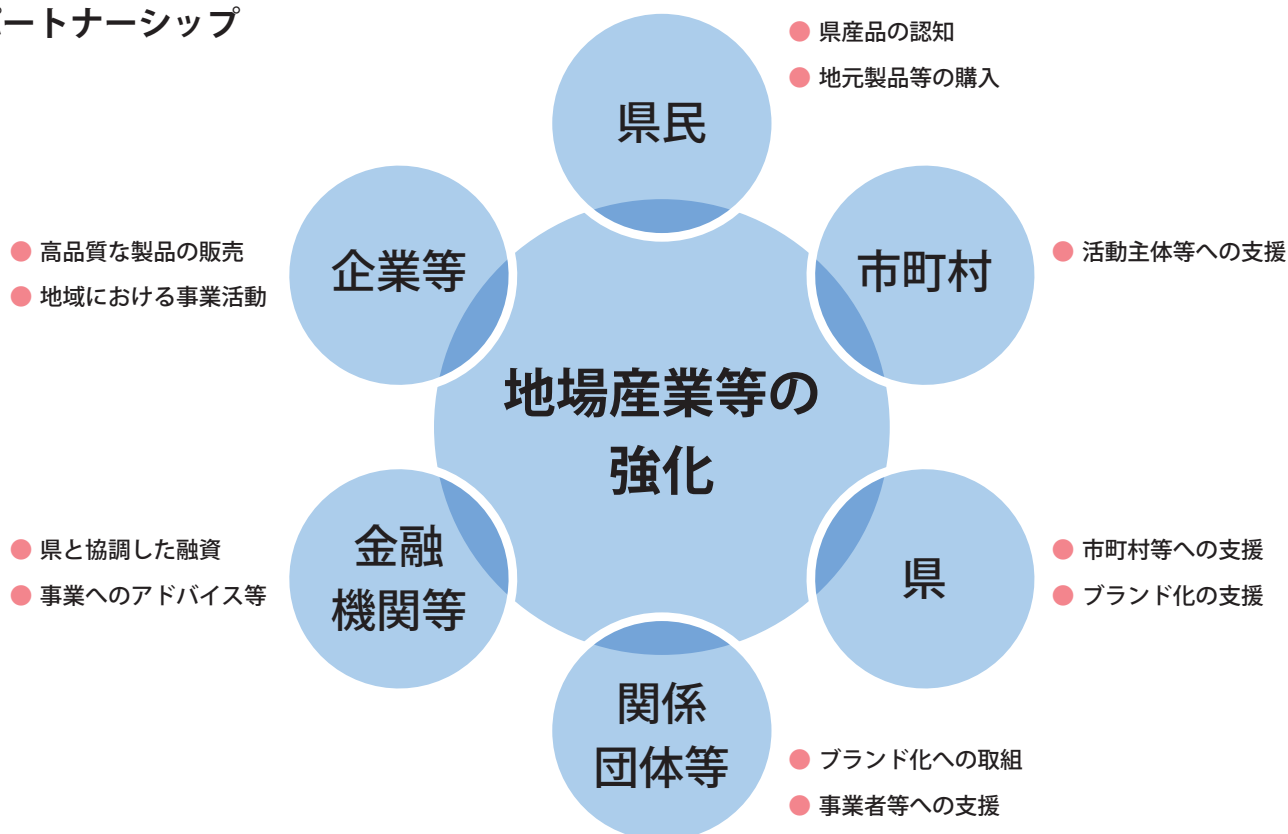 パートナーシップ
県民
● 県産品の認知
● 地元製品等の購入
企業等
● 高品質な製品の販売
● 地域における事業活動
市町村
● 活動主体等への支援
地場産業等の
強化
金融
機関等
● 県と協調した融資
● 事業へのアドバイス等
県
● 市町村等への支援
● ブランド化の支援
関係
団体等
● ブランド化への取組
● 事業者等への支援